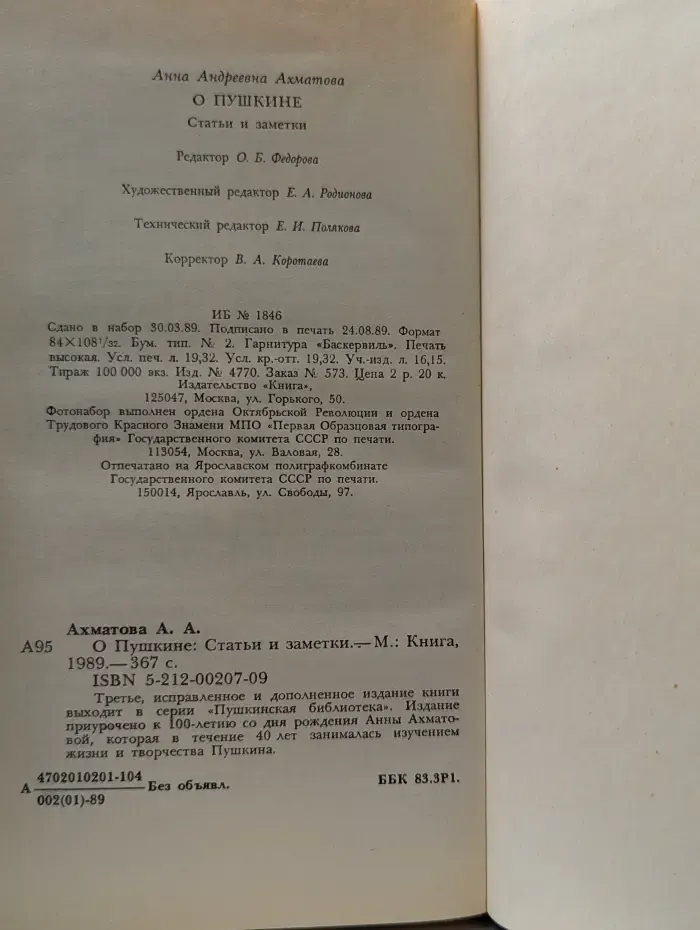 Анна Андреевна Ахматова
О ПУШКИНЕ
Статьи и заметки
Редактор О. Б. Федорова
Художественный редактор Е. А. Родионова
Технический редактор Е. И. Полякова
Корректор В. А. Коротаева
ИБ № 1846
Сдано в набор 30.03.89. Подписано в печать 24.08.89. Формат
84×108¹/₃₂. Бум. тип. № 2. Гарнитура «Баскервиль». Печать
высокая. Усл. печ. л. 19,32. Усл. кр.-отт. 19,32. Уч.-изд. л. 16,15.
Тираж 100 000 экз. Изд. № 4770. Заказ № 573. Цена 2 р. 20 к.
Издательство «Книга»,
125047, Москва, ул. Горького, 50.
Фотонабор выполнен ордена Октябрьской Революции и ордена
Трудового Красного Знамени МПО «Первая Образцовая типогра-
фия» Государственного комитета СССР по печати.
113054, Москва, ул. Валовая, 28.
Отпечатано на Ярославском полиграфкомбинате
Государственного комитета СССР по печати.
150014, Ярославль, ул. Свободы, 97.
Ахматова А. А.
А95 О Пушкине: Статьи и заметки.— М.: Книга,
1989.— 367 с.
ISBN 5-212-00207-09
Третье, исправленное и дополненное издание книги
выходит в серии «Пушкинская библиотека». Издание
приурочено к 100-летию со дня рождения Анны Ахмато-
вой, которая в течение 40 лет занималась изучением
жизни и творчества Пушкина.
4702010201-104
А Без объявл. ББК 83.3Р1.
002(01)-89